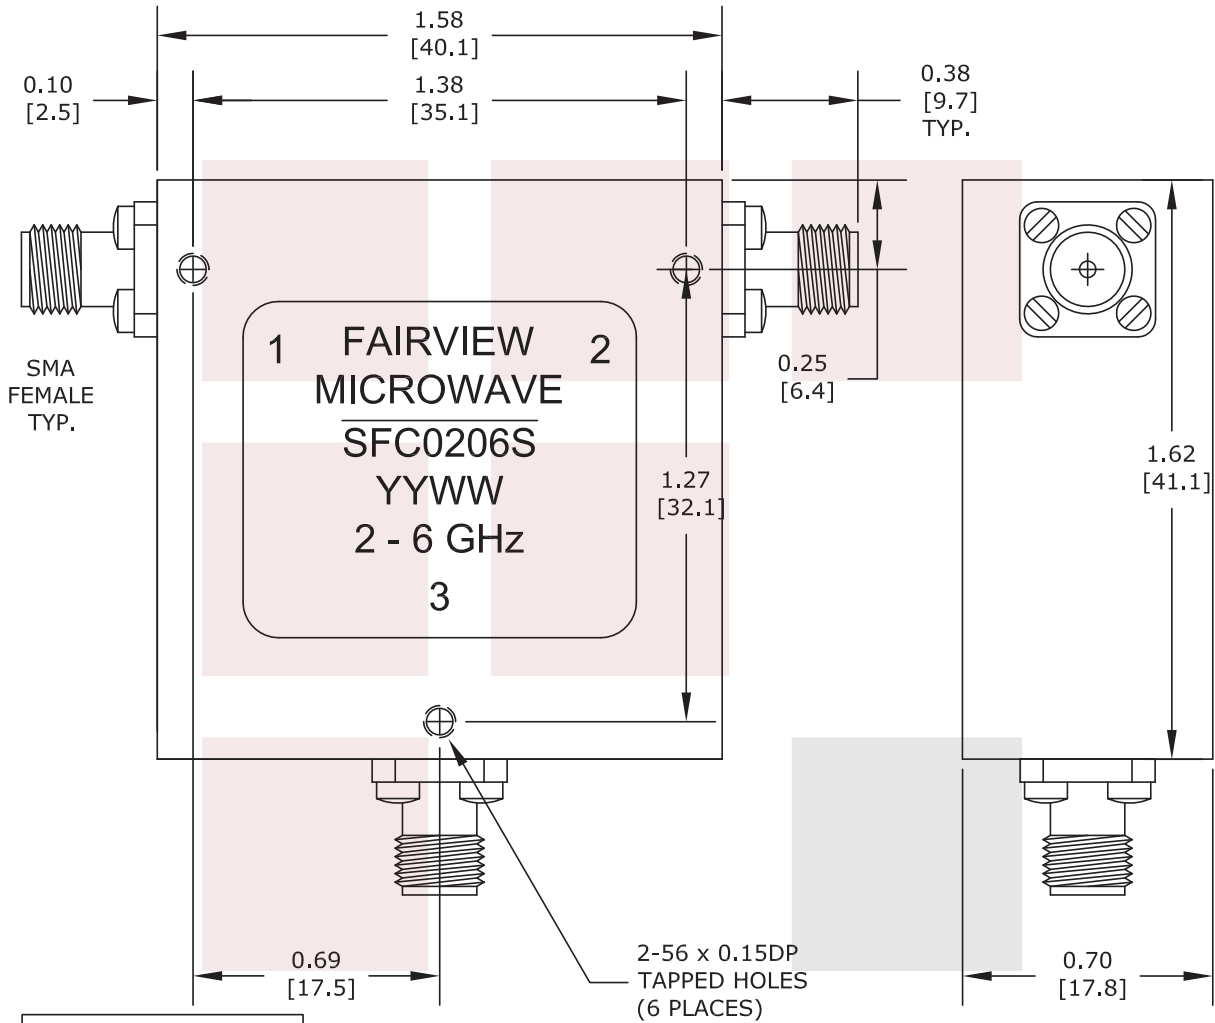 1.58
[40.1]
0.10
[2.5]
1.38
[35.1]
0.38
[9.7]
TYP.
SMA
FEMALE
TYP.
1 FAIRVIEW 2
MICROWAVE
SFC0206S
YYWW
2 - 6 GHz
3
0.25
[6.4]
1.27
[32.1]
1.62
[41.1]
0.69
[17.5]
2-56 x 0.15DP
TAPPED HOLES
(6 PLACES)
0.70
[17.8]